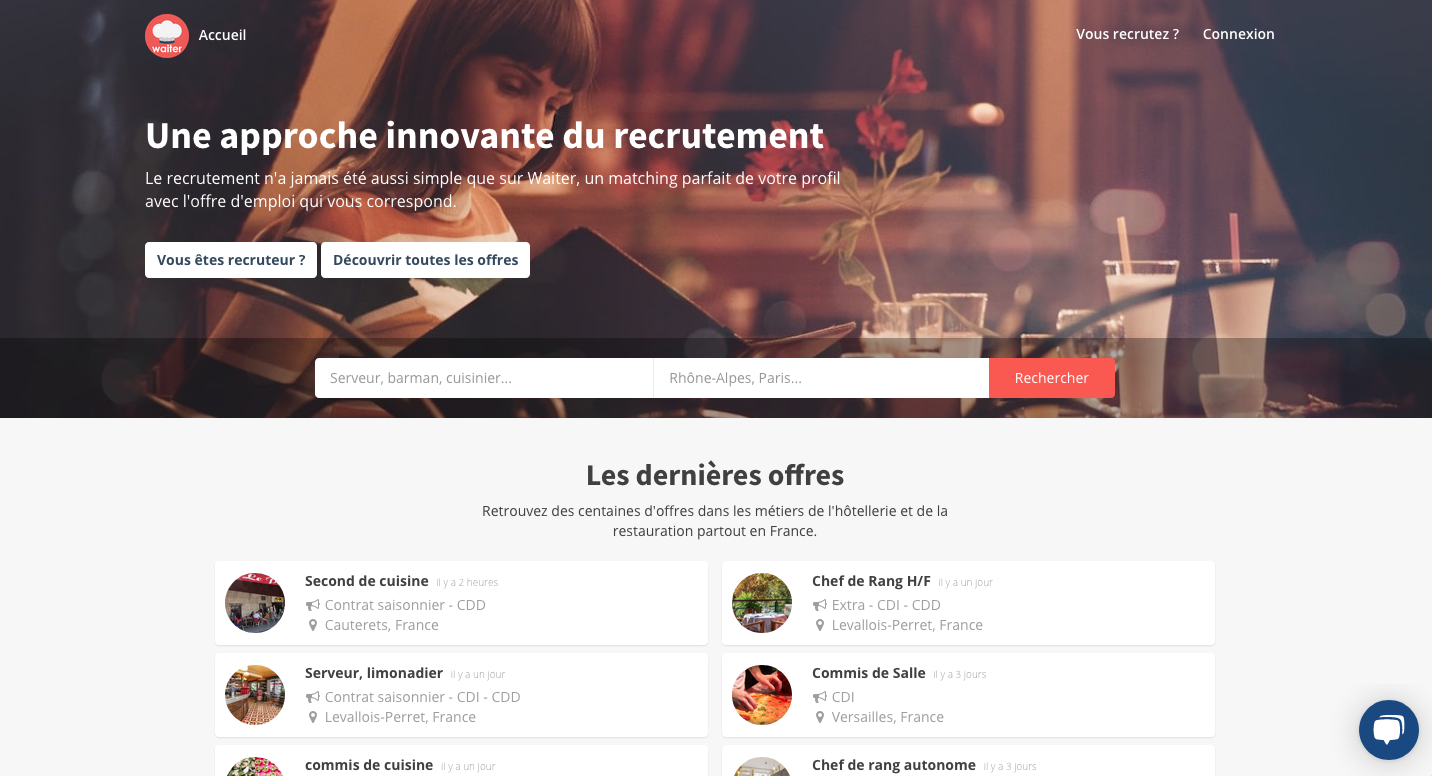 waiter
Accueil
Vous recrutez ?
Connexion
Une approche innovante du recrutement
Le recrutement n'a jamais été aussi simple que sur Waiter, un matching parfait de votre profil
avec l'offre d'emploi qui vous correspond.
Vous êtes recruteur ?
Découvrir toutes les offres
Serveur, barman, cuisinier...
Rhône-Alpes, Paris...
Rechercher
Les dernières offres
Retrouvez des centaines d'offres dans les métiers de l'hôtellerie et de la
restauration partout en France.
Second de cuisine il y a 2 heures
Contrat saisonnier - CDD
Cauterets, France
Chef de Rang H/F il y a un jour
Extra - CDI - CDD
Levallois-Perret, France
Serveur, limonadier il y a un jour
Contrat saisonnier - CDI - CDD
Levallois-Perret, France
Commis de Salle il y a 3 jours
CDI
Versailles, France
commis de cuisine il y a un jour
Chef de rang autonome il y a 3 jours